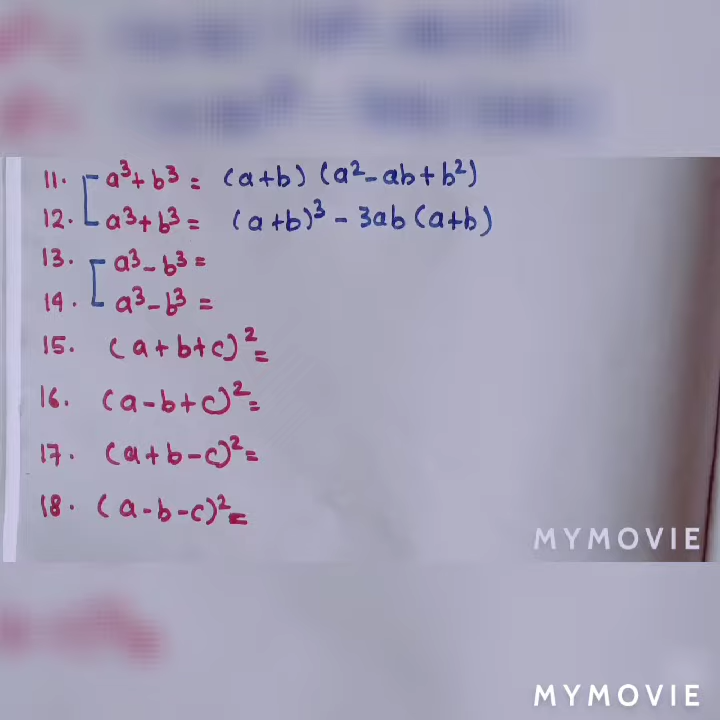 11. a³+b³ = (a+b) (a²-ab+b²)
12. a³+b³ = (a+b)³ - 3ab (a+b)
13. a³-b³ =
14. a³-b³ =
15. (a+b+c)² =
16. (a-b+c)² =
17. (a+b-c)² =
18. (a-b-c)² =
MYMOVIE
MYMOVIE